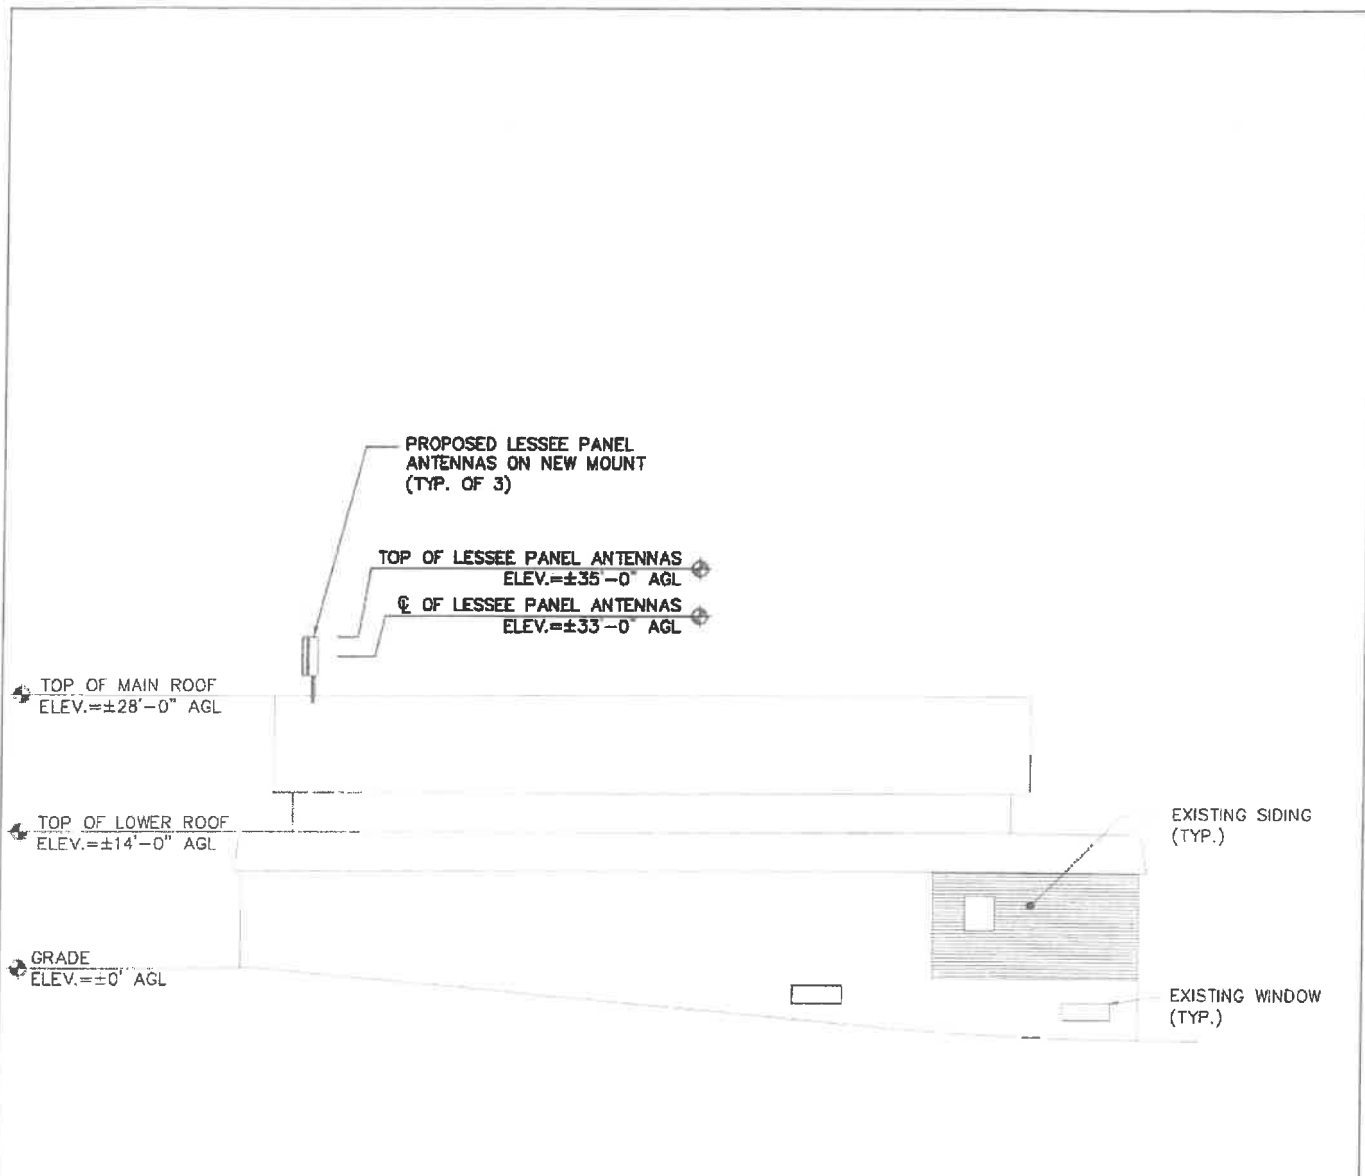 PROPOSED LESSEE PANEL
ANTENNAS ON NEW MOUNT
(TYP. OF 3)
TOP OF LESSEE PANEL ANTENNAS
ELEV.=±35'-0" AGL
℄ OF LESSEE PANEL ANTENNAS
ELEV.=±33'-0" AGL
TOP OF MAIN ROOF
ELEV.=±28'-0" AGL
TOP OF LOWER ROOF
ELEV.=±14'-0" AGL
EXISTING SIDING
(TYP.)
GRADE
ELEV.=±0' AGL
EXISTING WINDOW
(TYP.)